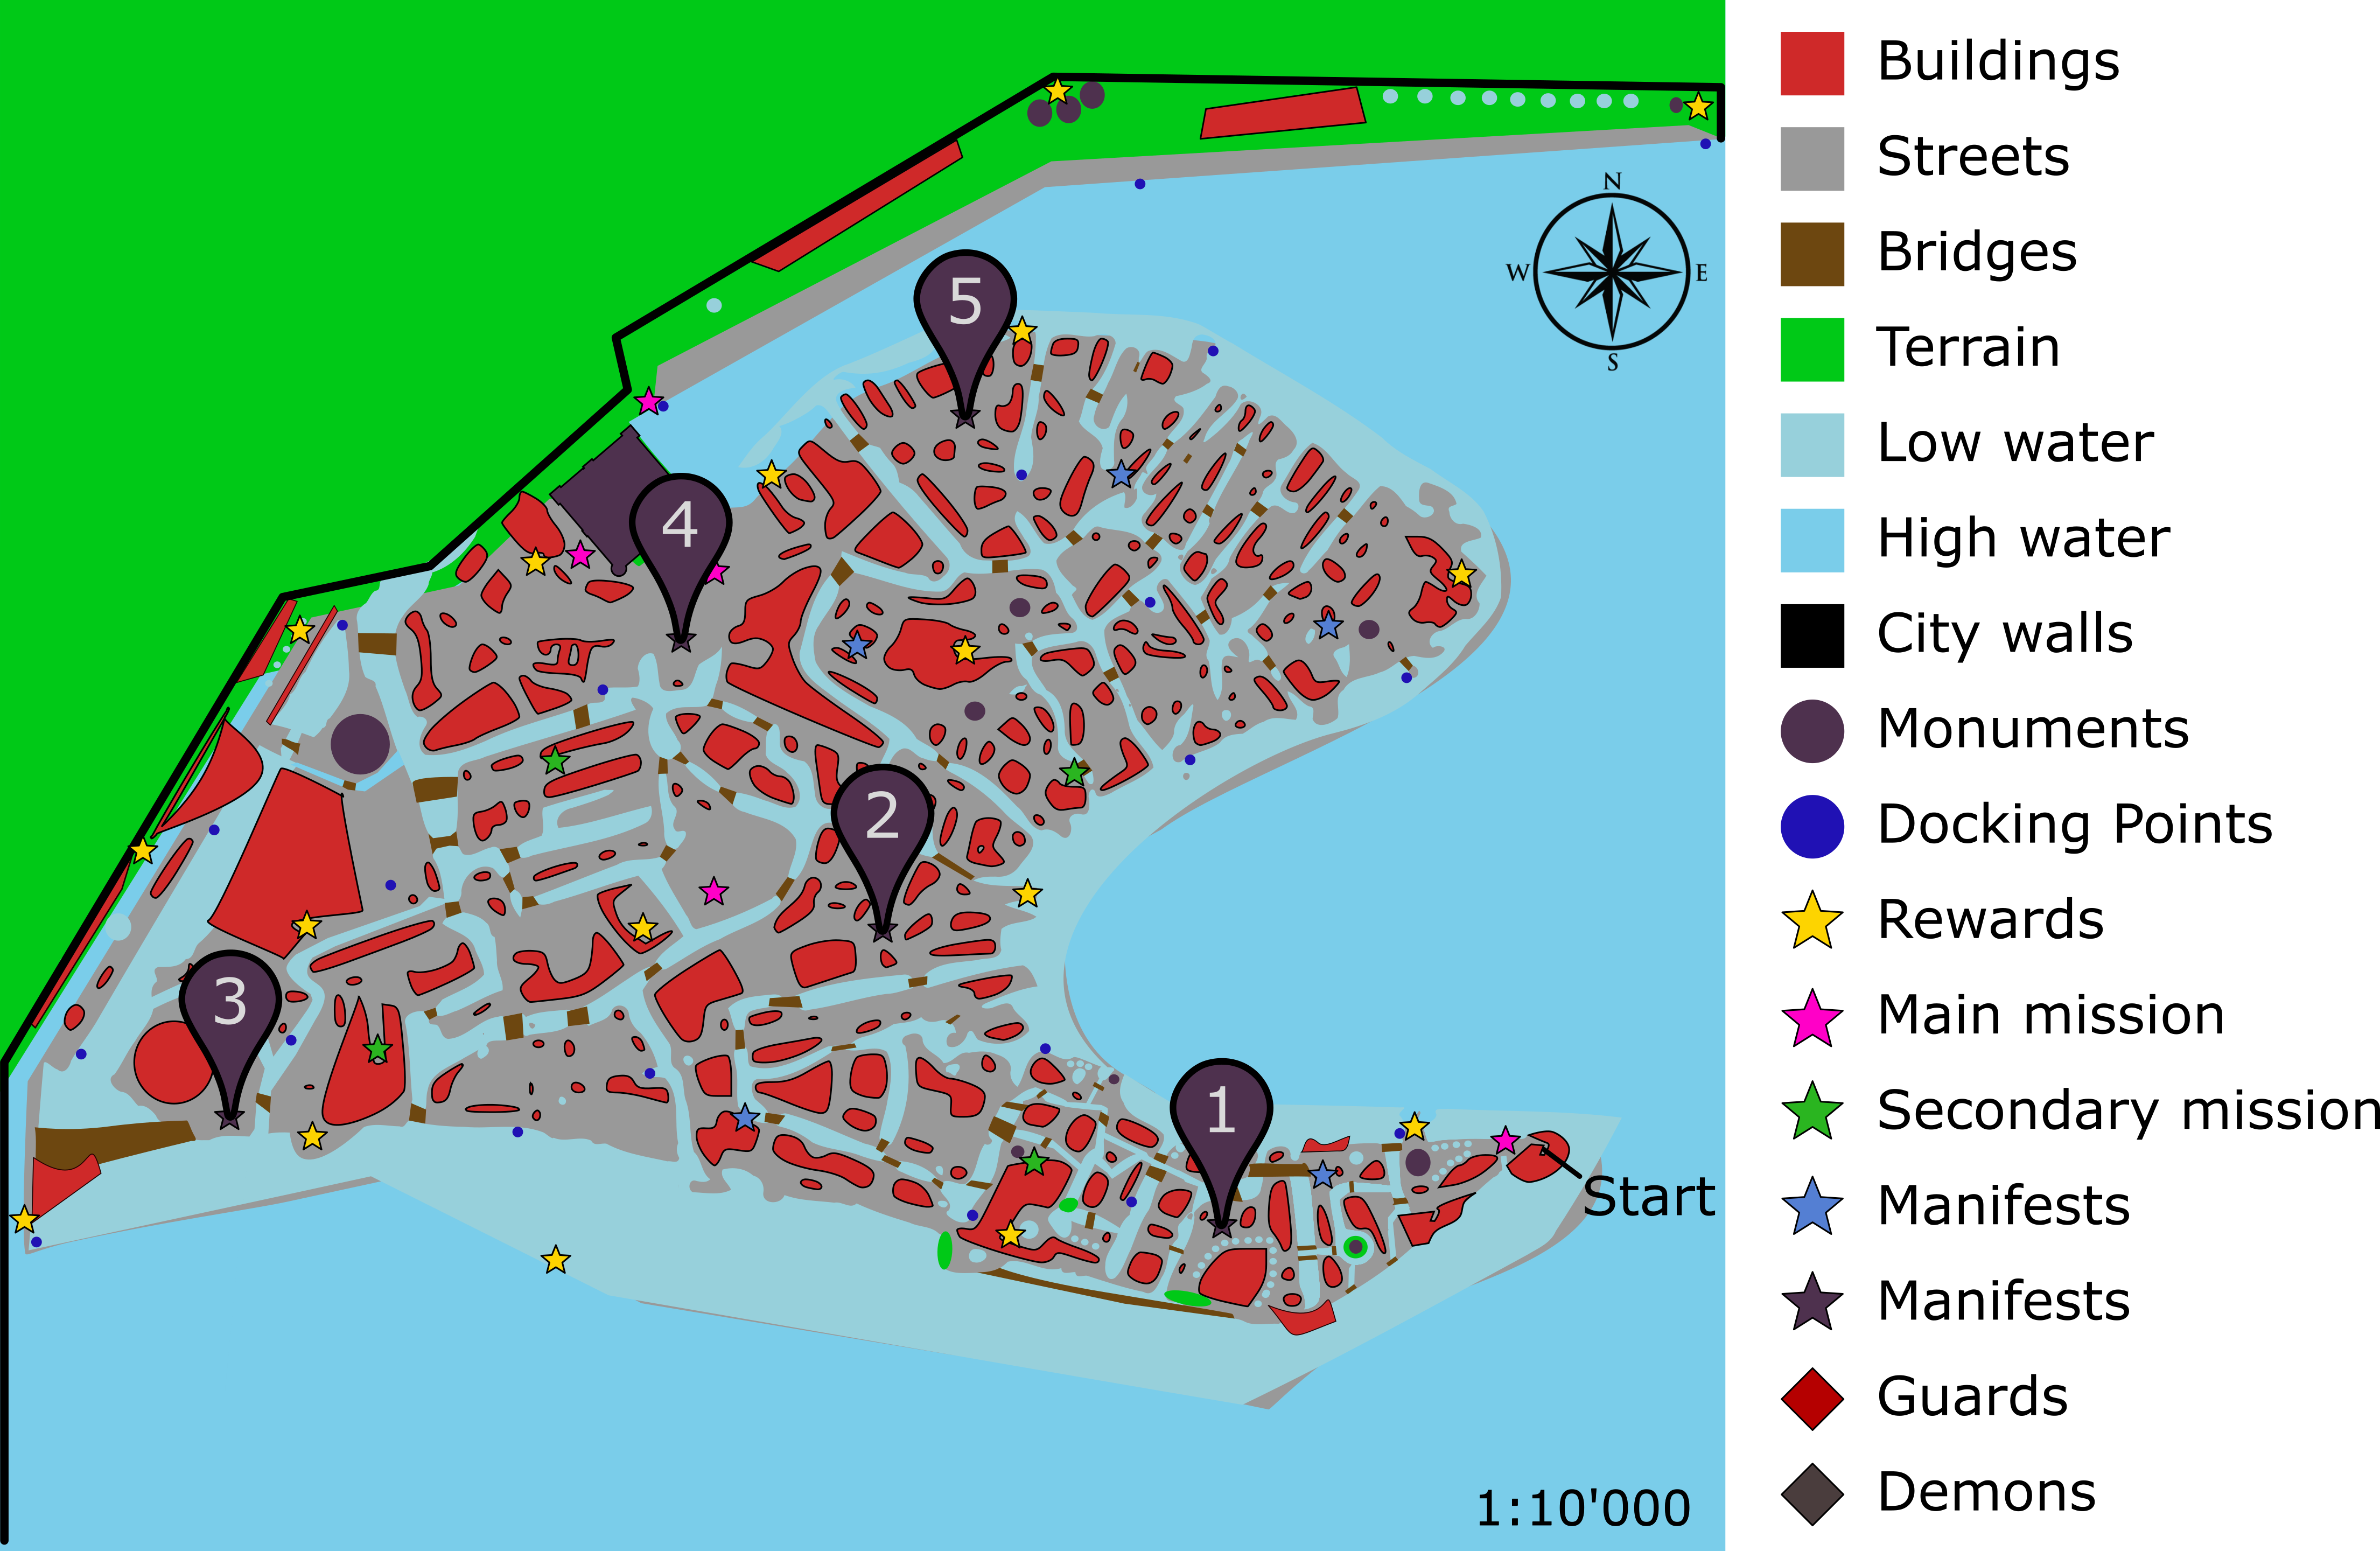 N
W
E
S
5
4
2
3
1
Start
1:10'000
Buildings
Streets
Bridges
Terrain
Low water
High water
City walls
Monuments
Docking Points
Rewards
Main mission
Secondary mission
Manifests
Manifests
Guards
Demons